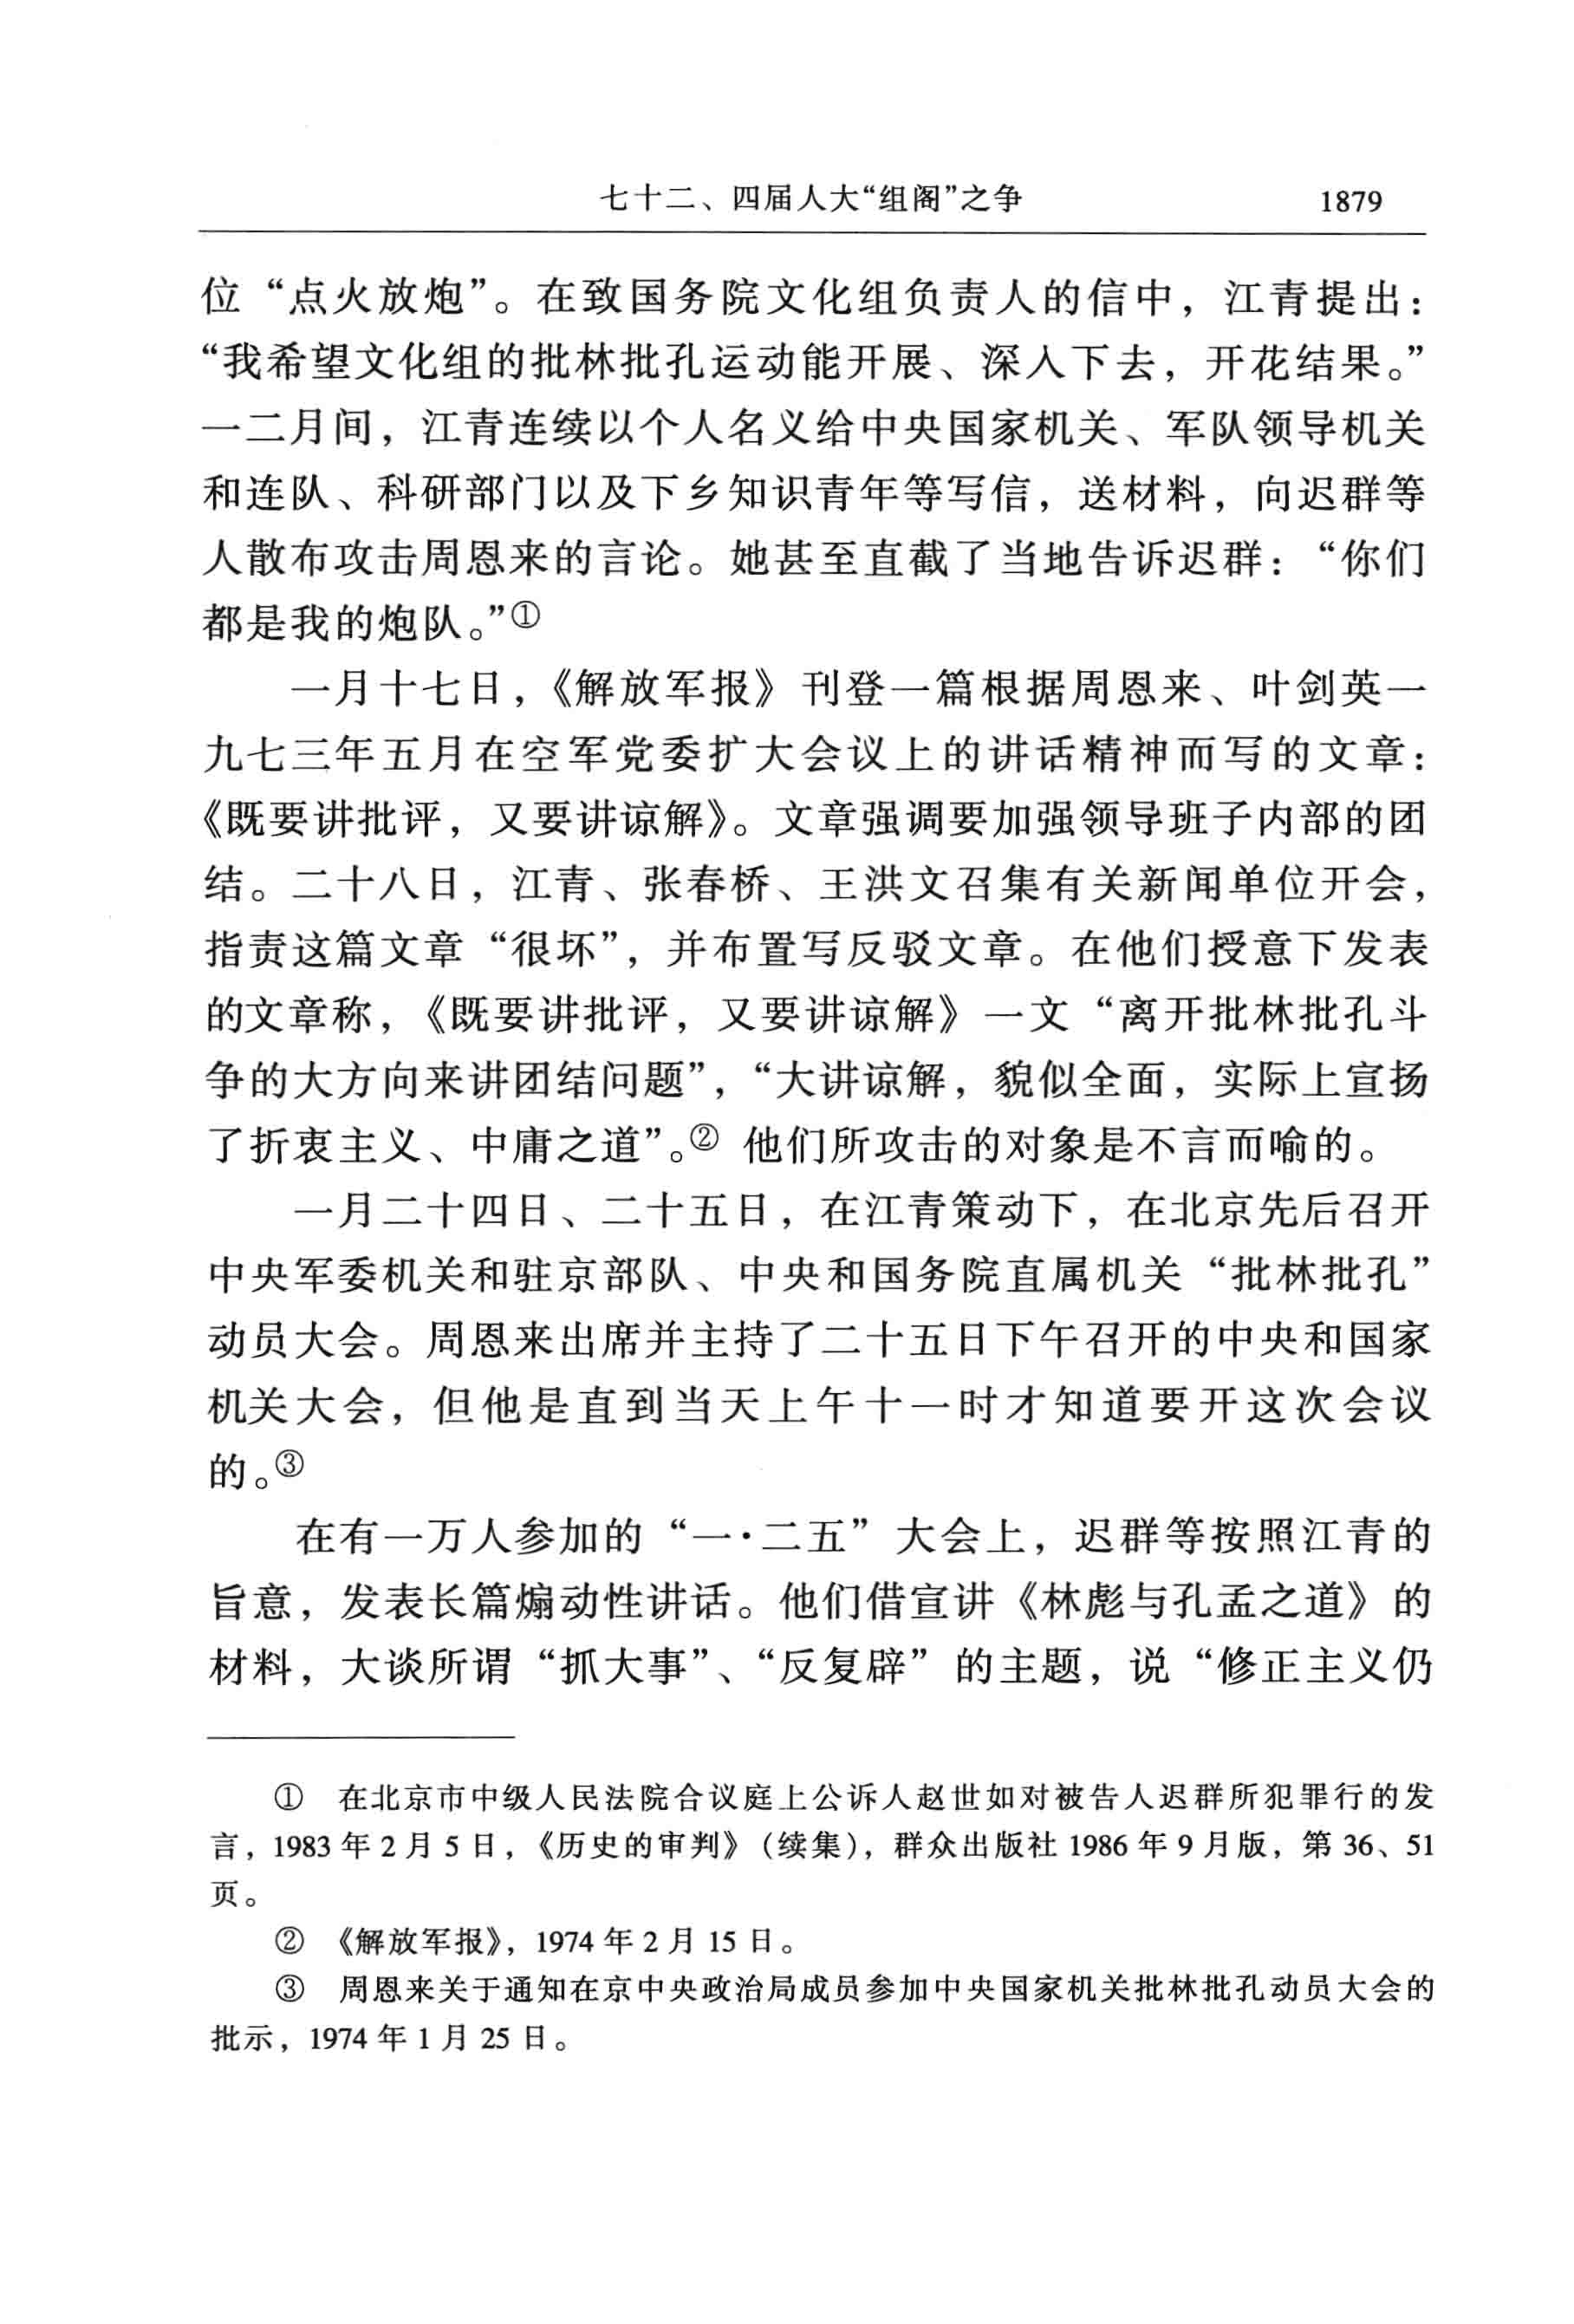 七十二、四届人大“组阁”之争 1879
位“点火放炮”。在致国务院文化组负责人的信中，江青提出：
“我希望文化组的批林批孔运动能开展、深入下去，开花结果。”
一二月间，江青连续以个人名义给中央国家机关、军队领导机关
和连队、科研部门以及下乡知识青年等写信，送材料，向迟群等
人散布攻击周恩来的言论。她甚至直截了当地告诉迟群：“你们
都是我的炮队。”①
一月十七日，《解放军报》刊登一篇根据周恩来、叶剑英一
九七三年五月在空军党委扩大会议上的讲话精神而写的文章：
《既要讲批评，又要讲谅解》。文章强调要加强领导班子内部的团
结。二十八日，江青、张春桥、王洪文召集有关新闻单位开会，
指责这篇文章“很坏”，并布置写反驳文章。在他们授意下发表
的文章称，《既要讲批评，又要讲谅解》一文“离开批林批孔斗
争的大方向来讲团结问题”，“大讲谅解，貌似全面，实际上宣扬
了折衷主义、中庸之道”。② 他们所攻击的对象是不言而喻的。
一月二十四日、二十五日，在江青策动下，在北京先后召开
中央军委机关和驻京部队、中央和国务院直属机关“批林批孔”
动员大会。周恩来出席并主持了二十五日下午召开的中央和国家
机关大会，但他是直到当天上午十一时才知道要开这次会议
的。③
在有一万人参加的“一·二五”大会上，迟群等按照江青的
旨意，发表长篇煽动性讲话。他们借宣讲《林彪与孔孟之道》的
材料，大谈所谓“抓大事”、“反复辟”的主题，说“修正主义仍
① 在北京市中级人民法院合议庭上公诉人赵世如对被告人迟群所犯罪行的发
言，1983 年 2 月 5 日，《历史的审判》（续集），群众出版社 1986 年 9 月版，第 36、51
页。
② 《解放军报》，1974 年 2 月 15 日。
③ 周恩来关于通知在京中央政治局成员参加中央国家机关批林批孔动员大会的
批示，1974 年 1 月 25 日。